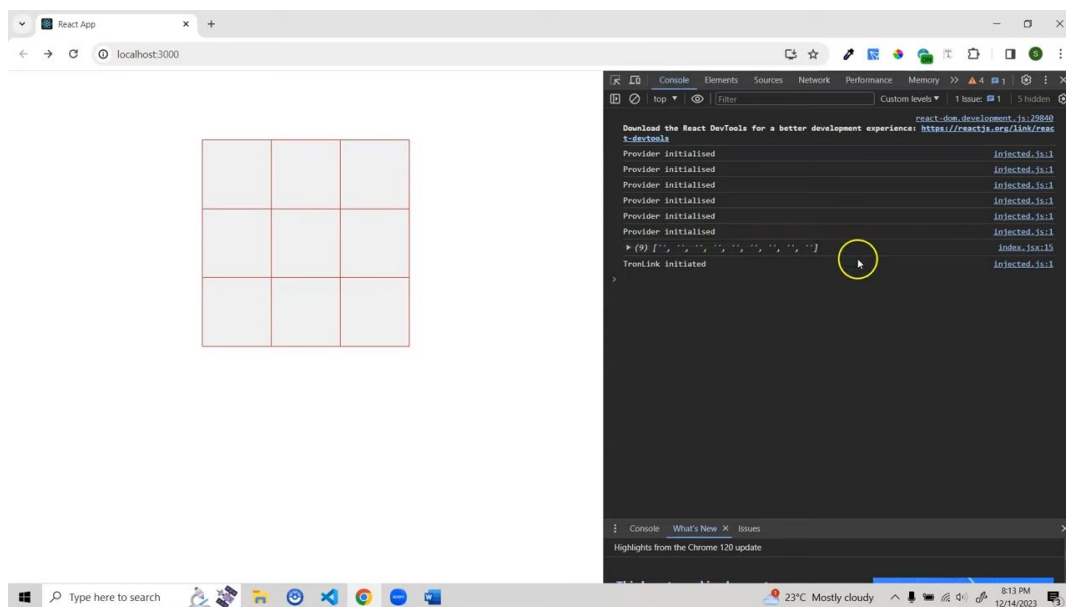 React App
localhost:3000
ON
S
Console Elements Sources Network Performance Memory 4 1
top Filter Custom levels 1 Issue: 1 5 hidden
react-dom.development.js:29840
Download the React DevTools for a better development experience: https://reactjs.org/link/reac
t-devtools
Provider initialised injected.js:1
Provider initialised injected.js:1
Provider initialised injected.js:1
Provider initialised injected.js:1
Provider initialised injected.js:1
Provider initialised injected.js:1
(9) ['', '', '', '', '', '', '', '', ''] index.jsx:15
TronLink initiated injected.js:1
Console What's New Issues
Highlights from the Chrome 120 update
Type here to search
23°C Mostly cloudy
8:13 PM
12/14/2023